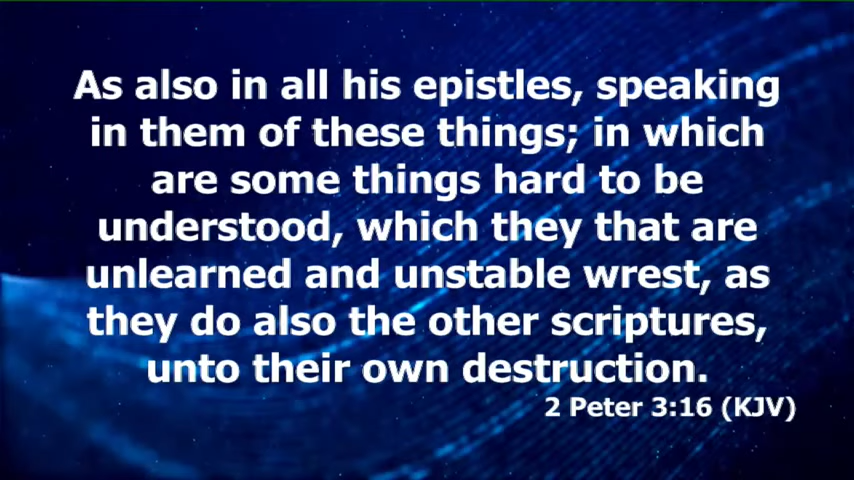 As also in all his epistles, speaking
in them of these things; in which
are some things hard to be
understood, which they that are
unlearned and unstable wrest, as
they do also the other scriptures,
unto their own destruction.
2 Peter 3:16 (KJV)